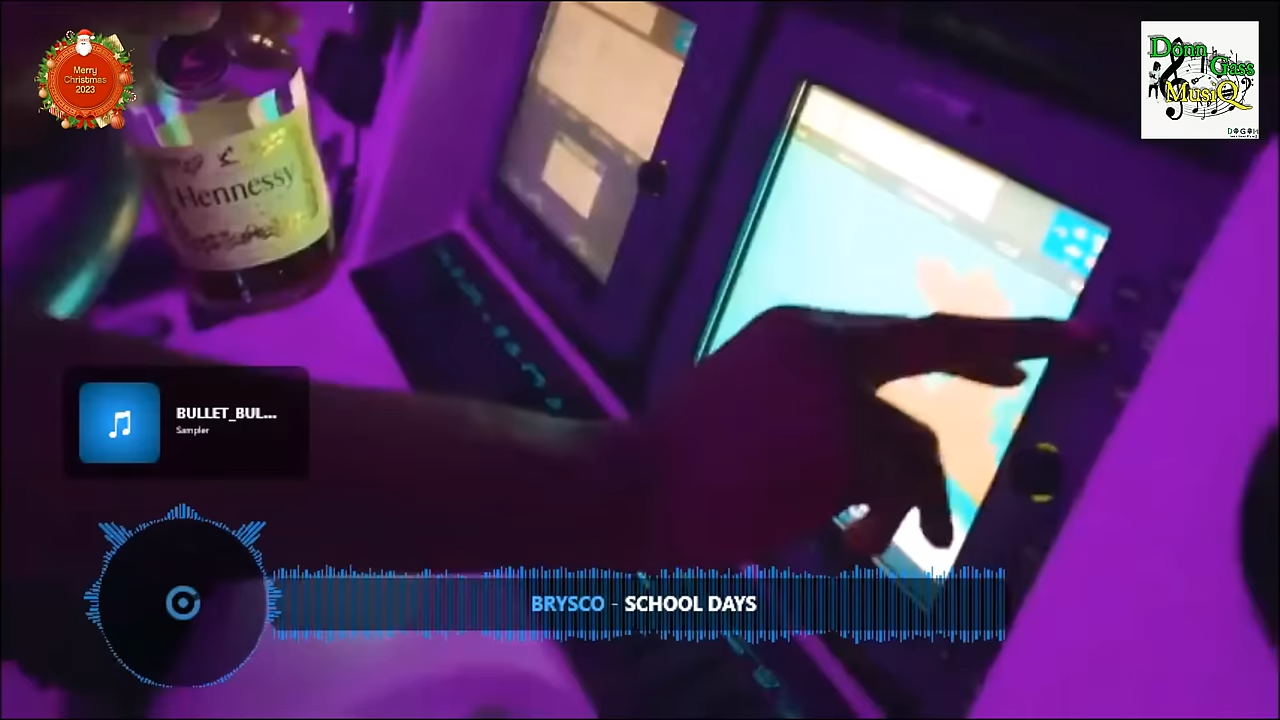 Merry
Christmas
2023
Donn
Gass
MusiQ
Hennessy
BULLET_BUL...
Sampler
BRYSCO - SCHOOL DAYS